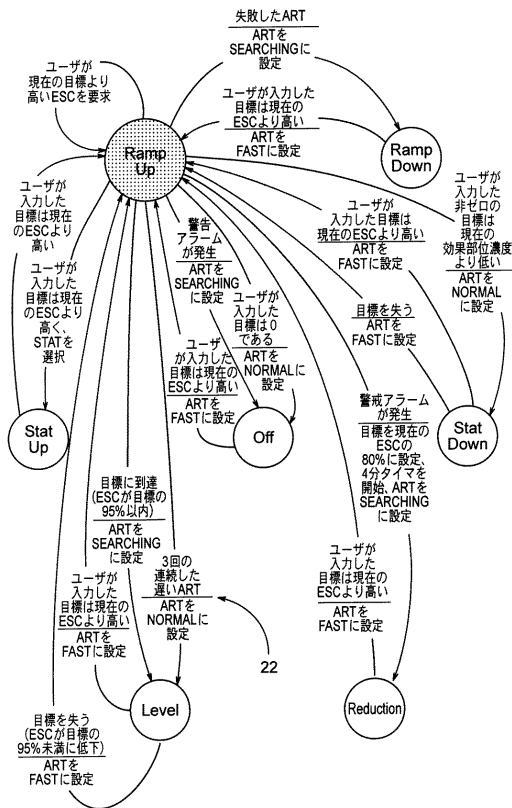 失敗したART
ARTを
SEARCHINGに
設定
ユーザが
現在の目標より
高いESCを要求
ユーザが入力した
目標は現在の
ESCより高い
ARTを
FASTに設定
Ramp
Up
Ramp
Down
ユーザが
入力した
非ゼロの
目標は
現在の
効果部位濃度
より低い
ARTを
NORMAL
に設定
ユーザが
入力した
目標は現在
のESCより
高い
ユーザが
入力した
目標は現在
のESCより
高く、
STATを
選択
警告
アラーム
が発生
ARTを
SEARCHING
に設定
ユーザが
入力した目標は
現在のESCより高い
ARTを
FASTに設定
ユーザが
入力した
目標は0
である
ARTを
NORMALに
設定
目標を失う
ARTを
FASTに設定
ユーザ
が入力した
目標は現在の
ESCより高い
ARTを
FASTに設定
Stat
Up
Off
Stat
Down
警戒アラーム
が発生
目標を現在の
ESCの
80%に設定、
4分タイマを
開始、ARTを
SEARCHING
に設定
目標に到達
(ESCが目標の
95%以内)
ARTを
SEARCHING
に設定
3回の
連続した
遅いART
ARTを
NORMALに
設定
22
ユーザが
入力した
目標は現在の
ESCより高い
ARTを
FASTに設定
ユーザが
入力した
目標は現在の
ESCより高い
ARTを
FASTに設定
Level
Reduction
目標を失う
(ESCが目標の
95%未満に低下)
ARTを
FASTに設定